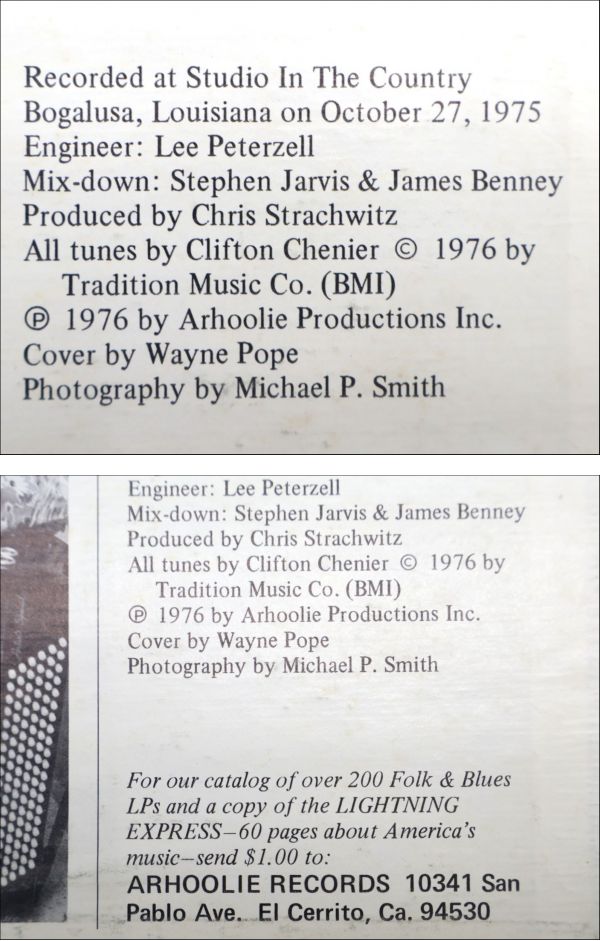 Recorded at Studio In The Country
Bogalusa, Louisiana on October 27, 1975
Engineer: Lee Peterzell
Mix-down: Stephen Jarvis & James Benney
Produced by Chris Strachwitz
All tunes by Clifton Chenier © 1976 by
Tradition Music Co. (BMI)
℗ 1976 by Arhoolie Productions Inc.
Cover by Wayne Pope
Photography by Michael P. Smith
Engineer: Lee Peterzell
Mix-down: Stephen Jarvis & James Benney
Produced by Chris Strachwitz
All tunes by Clifton Chenier © 1976 by
Tradition Music Co. (BMI)
℗ 1976 by Arhoolie Productions Inc.
Cover by Wayne Pope
Photography by Michael P. Smith
For our catalog of over 200 Folk & Blues
LPs and a copy of the LIGHTNING
EXPRESS—60 pages about America's
music—send $1.00 to:
ARHOOLIE RECORDS 10341 San
Pablo Ave. El Cerrito, Ca. 94530